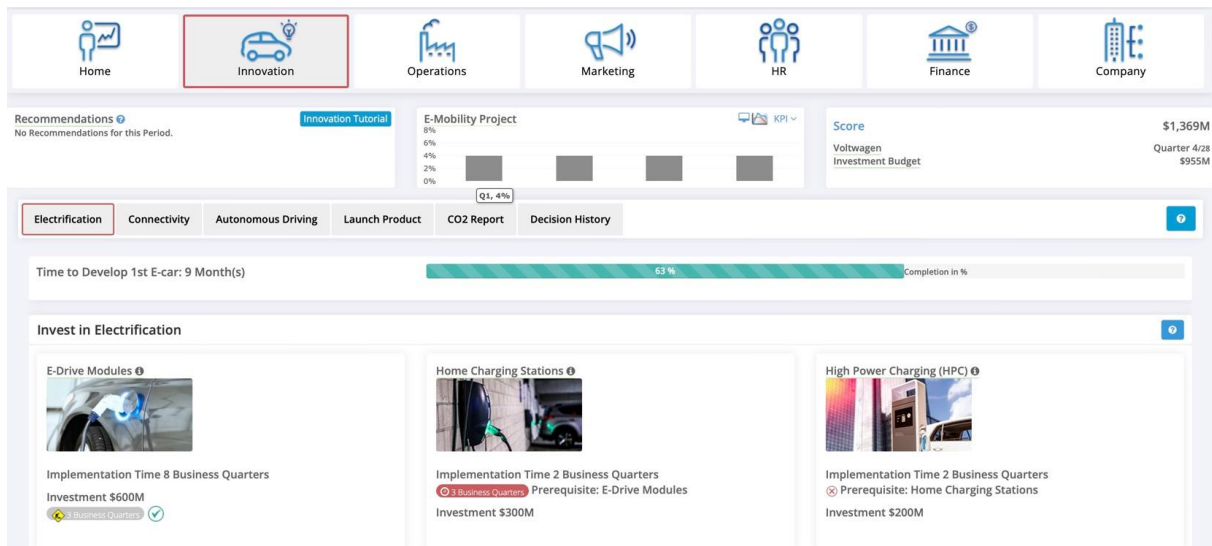 Home
Innovation
Operations
Marketing
HR
Finance
Company
Recommendations
Innovation Tutorial
No Recommendations for this Period.
E-Mobility Project
KPI
8%
6%
4%
2%
0%
Q1, 4%
Score $1,369M
Voltwagen Quarter 4/28
Investment Budget $955M
Electrification Connectivity Autonomous Driving Launch Product CO2 Report Decision History
Time to Develop 1st E-car: 9 Month(s)
63 %
Completion in %
Invest in Electrification
E-Drive Modules
Implementation Time 8 Business Quarters
Investment $600M
3 Business Quarters
Home Charging Stations
Implementation Time 2 Business Quarters
3 Business Quarters Prerequisite: E-Drive Modules
Investment $300M
High Power Charging (HPC)
Implementation Time 2 Business Quarters
Prerequisite: Home Charging Stations
Investment $200M